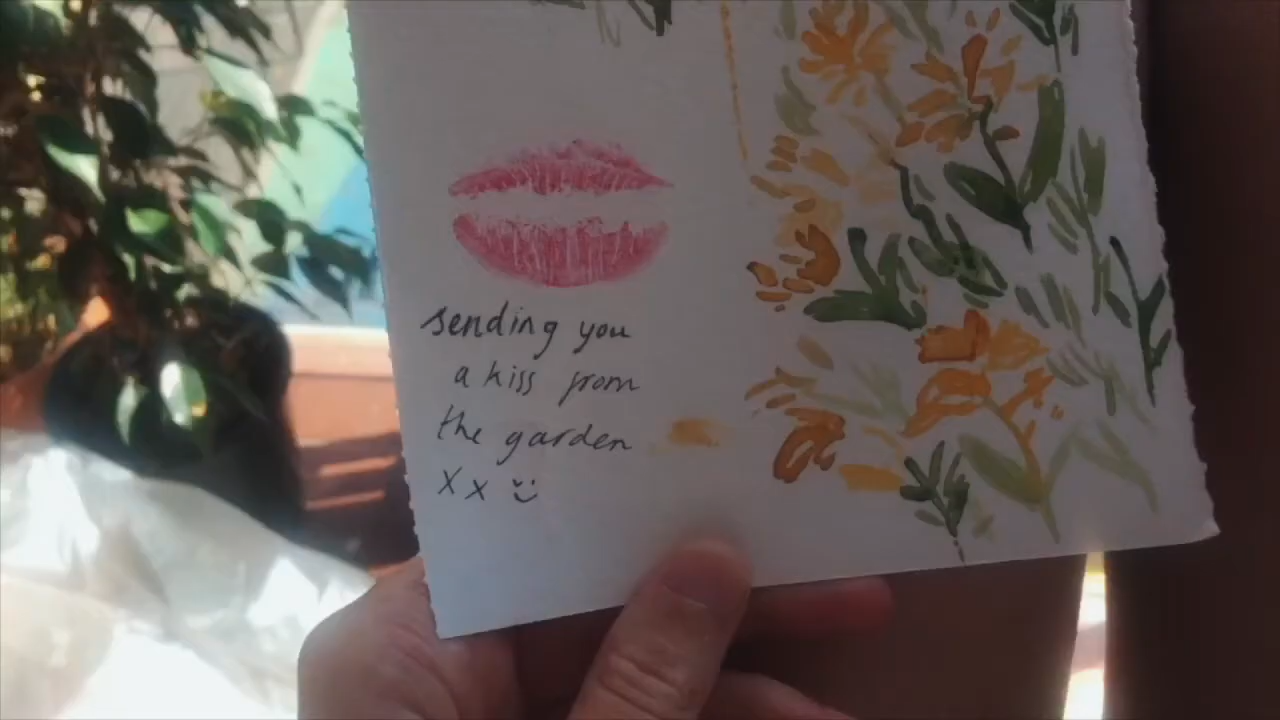 sending you
a kiss from
the garden
xx :)